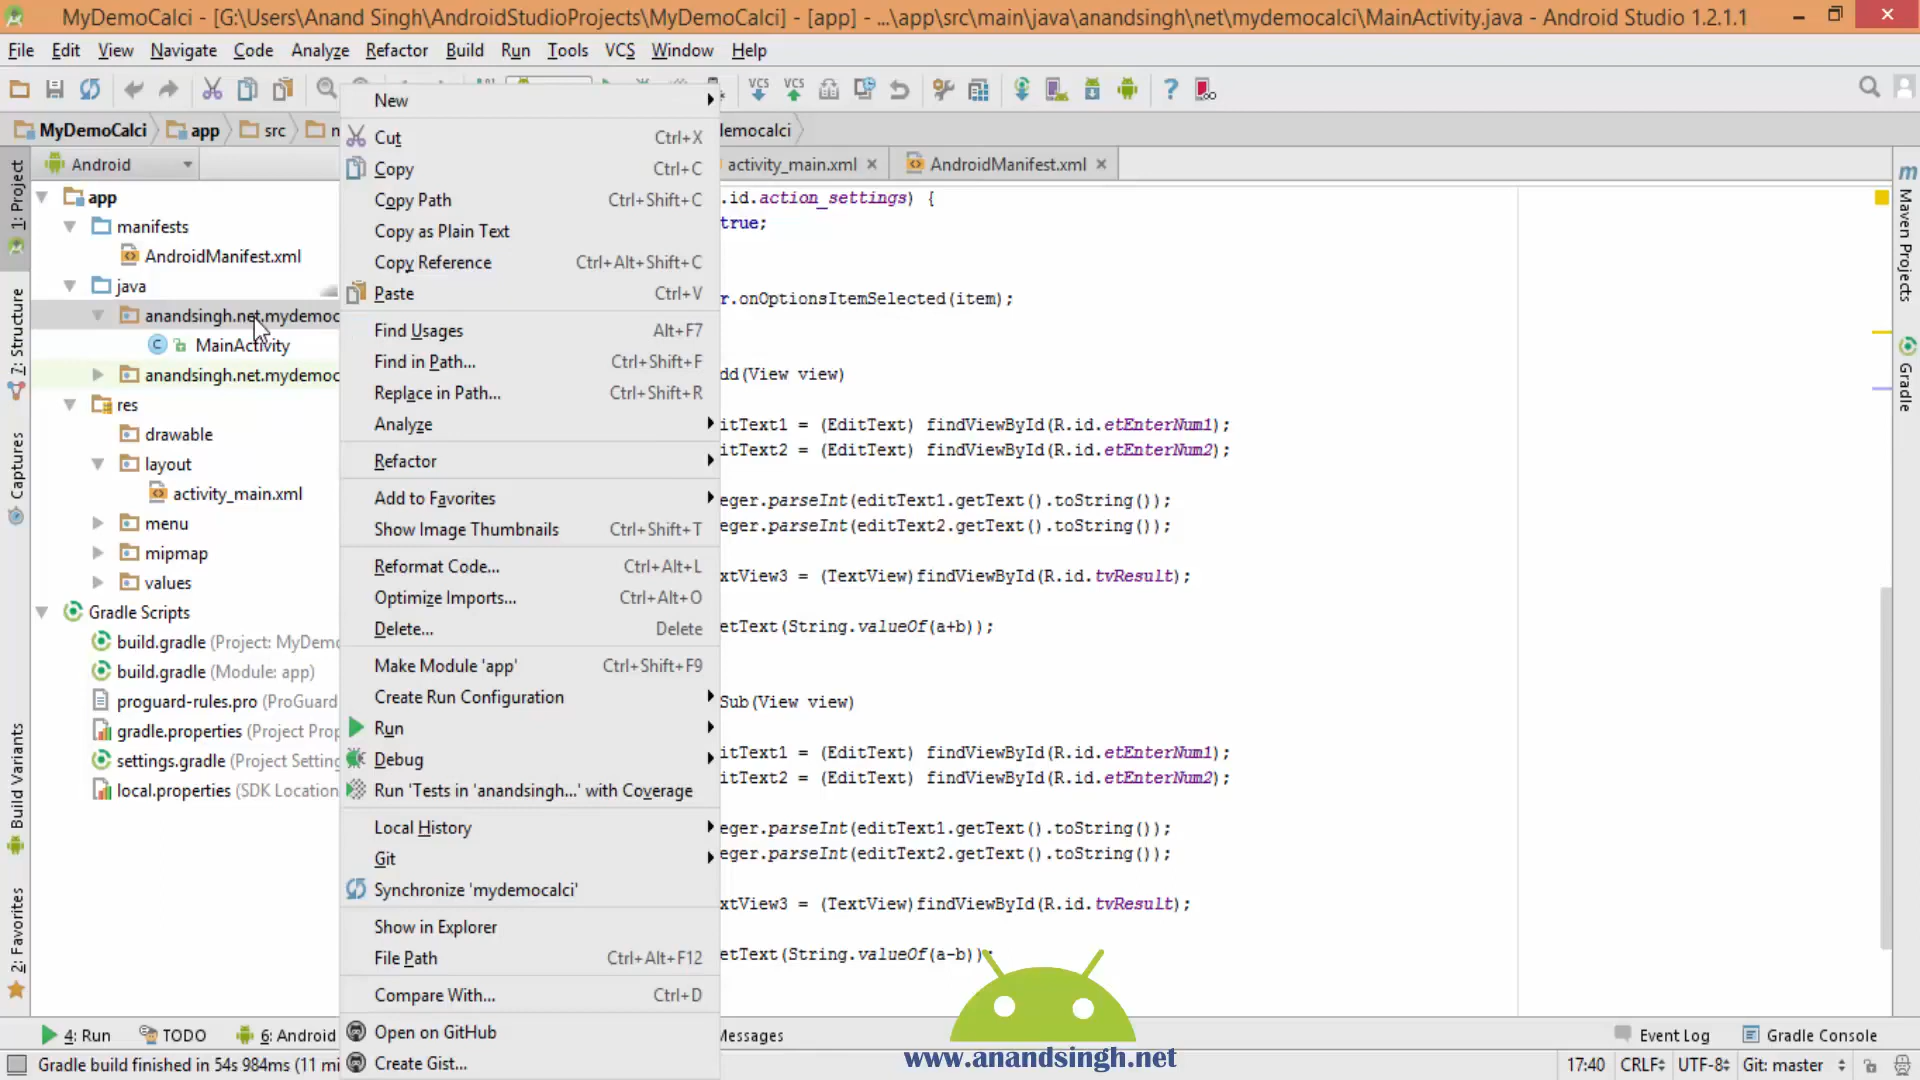 MyDemoCalci - [G:\Users\Anand Singh\AndroidStudioProjects\MyDemoCalci] - [app] - ...\app\src\main\java\anandsingh\net\mydemocalci\MainActivity.java - Android Studio 1.2.1.1
File Edit View Navigate Code Analyze Refactor Build Run Tools VCS Window Help
VCS VCS
MyDemoCalci app src
democalci
Android
activity_main.xml AndroidManifest.xml
1: Project
7: Structure
Captures
Build Variants
2: Favorites
app
manifests
AndroidManifest.xml
java
anandsingh.net.mydemoc
MainActivity
anandsingh.net.mydemoc
res
drawable
layout
activity_main.xml
menu
mipmap
values
Gradle Scripts
build.gradle (Project: MyDemo
build.gradle (Module: app)
proguard-rules.pro (ProGuard
gradle.properties (Project Prop
settings.gradle (Project Setting
local.properties (SDK Location
New
Cut Ctrl+X
Copy Ctrl+C
Copy Path Ctrl+Shift+C
Copy as Plain Text
Copy Reference Ctrl+Alt+Shift+C
Paste Ctrl+V
Find Usages Alt+F7
Find in Path... Ctrl+Shift+F
Replace in Path... Ctrl+Shift+R
Analyze
Refactor
Add to Favorites
Show Image Thumbnails Ctrl+Shift+T
Reformat Code... Ctrl+Alt+L
Optimize Imports... Ctrl+Alt+O
Delete... Delete
Make Module 'app' Ctrl+Shift+F9
Create Run Configuration
Run
Debug
Run 'Tests in 'anandsingh...' with Coverage
Local History
Git
Synchronize 'mydemocalci'
Show in Explorer
File Path Ctrl+Alt+F12
Compare With... Ctrl+D
Open on GitHub
Create Gist...
.id.action_settings) {
true;
r.onOptionsItemSelected(item);
dd(View view)
itText1 = (EditText) findViewById(R.id.etEnterNum1);
itText2 = (EditText) findViewById(R.id.etEnterNum2);
eger.parseInt(editText1.getText().toString());
eger.parseInt(editText2.getText().toString());
xtView3 = (TextView)findViewById(R.id.tvResult);
etText(String.valueOf(a+b));
Sub(View view)
itText1 = (EditText) findViewById(R.id.etEnterNum1);
itText2 = (EditText) findViewById(R.id.etEnterNum2);
eger.parseInt(editText1.getText().toString());
eger.parseInt(editText2.getText().toString());
xtView3 = (TextView)findViewById(R.id.tvResult);
etText(String.valueOf(a-b));
m Maven Projects
Gradle
www.anandsingh.net
4: Run TODO 6: Android Messages Event Log Gradle Console
Gradle build finished in 54s 984ms (11 mi 17:40 CRLF UTF-8 Git: master